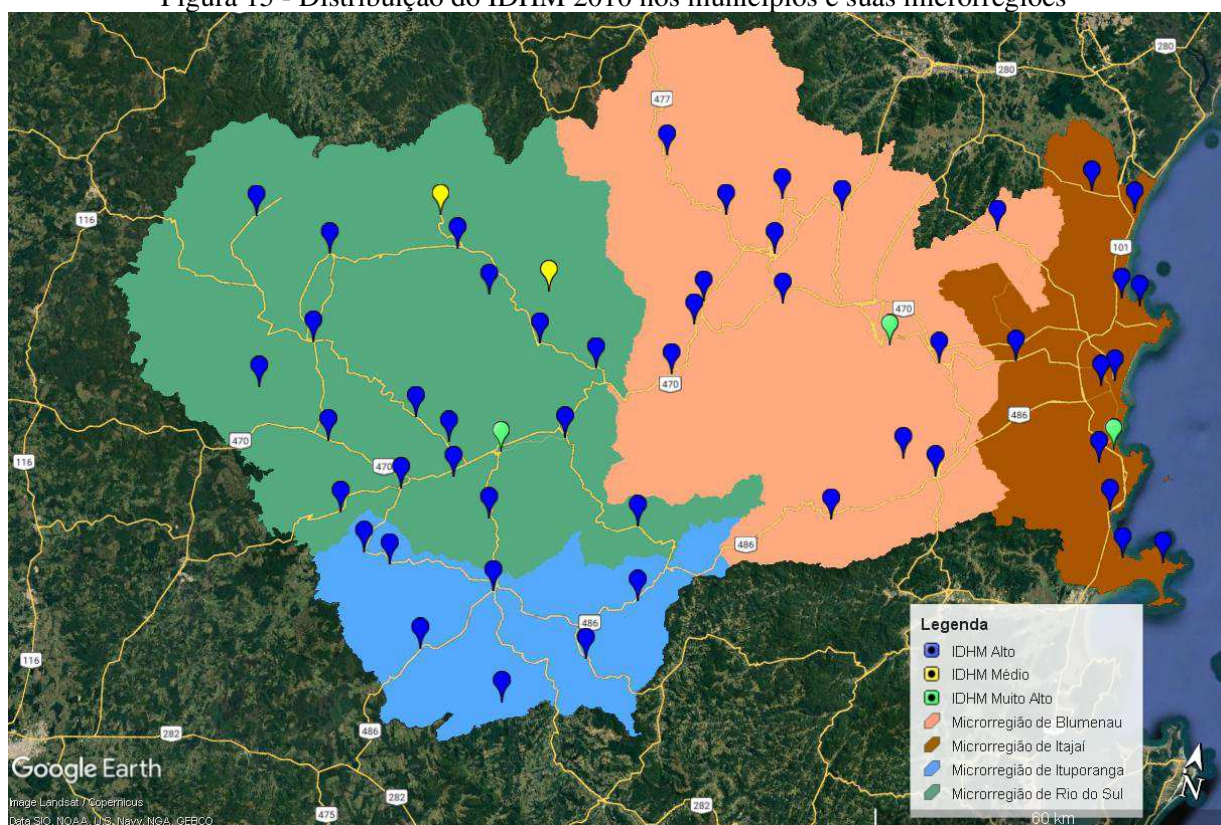 Figura 15 - Distribuição do IDHM 2010 nos municípios e suas microrregiões
280
280
477
116
101
470
470
486
470
116
470
486
486
116
282
486
282
475
282
Legenda
IDHM Alto
IDHM Médio
IDHM Muito Alto
Microrregião de Blumenau
Microrregião de Itajaí
Microrregião de Ituporanga
Microrregião de Rio do Sul
Google Earth
Image Landsat / Copernicus
Data SIO, NOAA, U.S. Navy, NGA, GEBCO
N
60 km